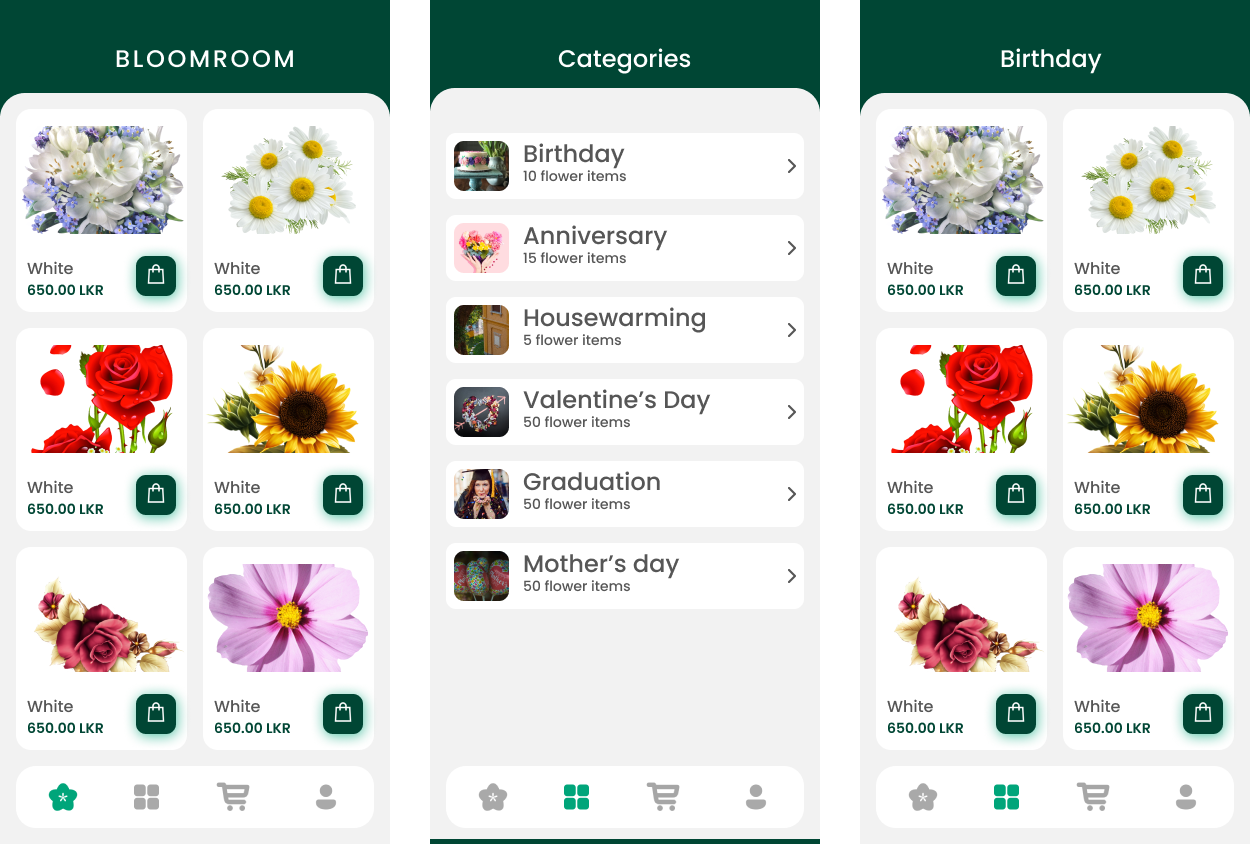 BLOOMROOM
White
650.00 LKR
White
650.00 LKR
White
650.00 LKR
White
650.00 LKR
White
650.00 LKR
White
650.00 LKR
Categories
Birthday
10 flower items
Anniversary
15 flower items
Housewarming
5 flower items
Valentine’s Day
50 flower items
Graduation
50 flower items
Mother’s day
50 flower items
Birthday
White
650.00 LKR
White
650.00 LKR
White
650.00 LKR
White
650.00 LKR
White
650.00 LKR
White
650.00 LKR